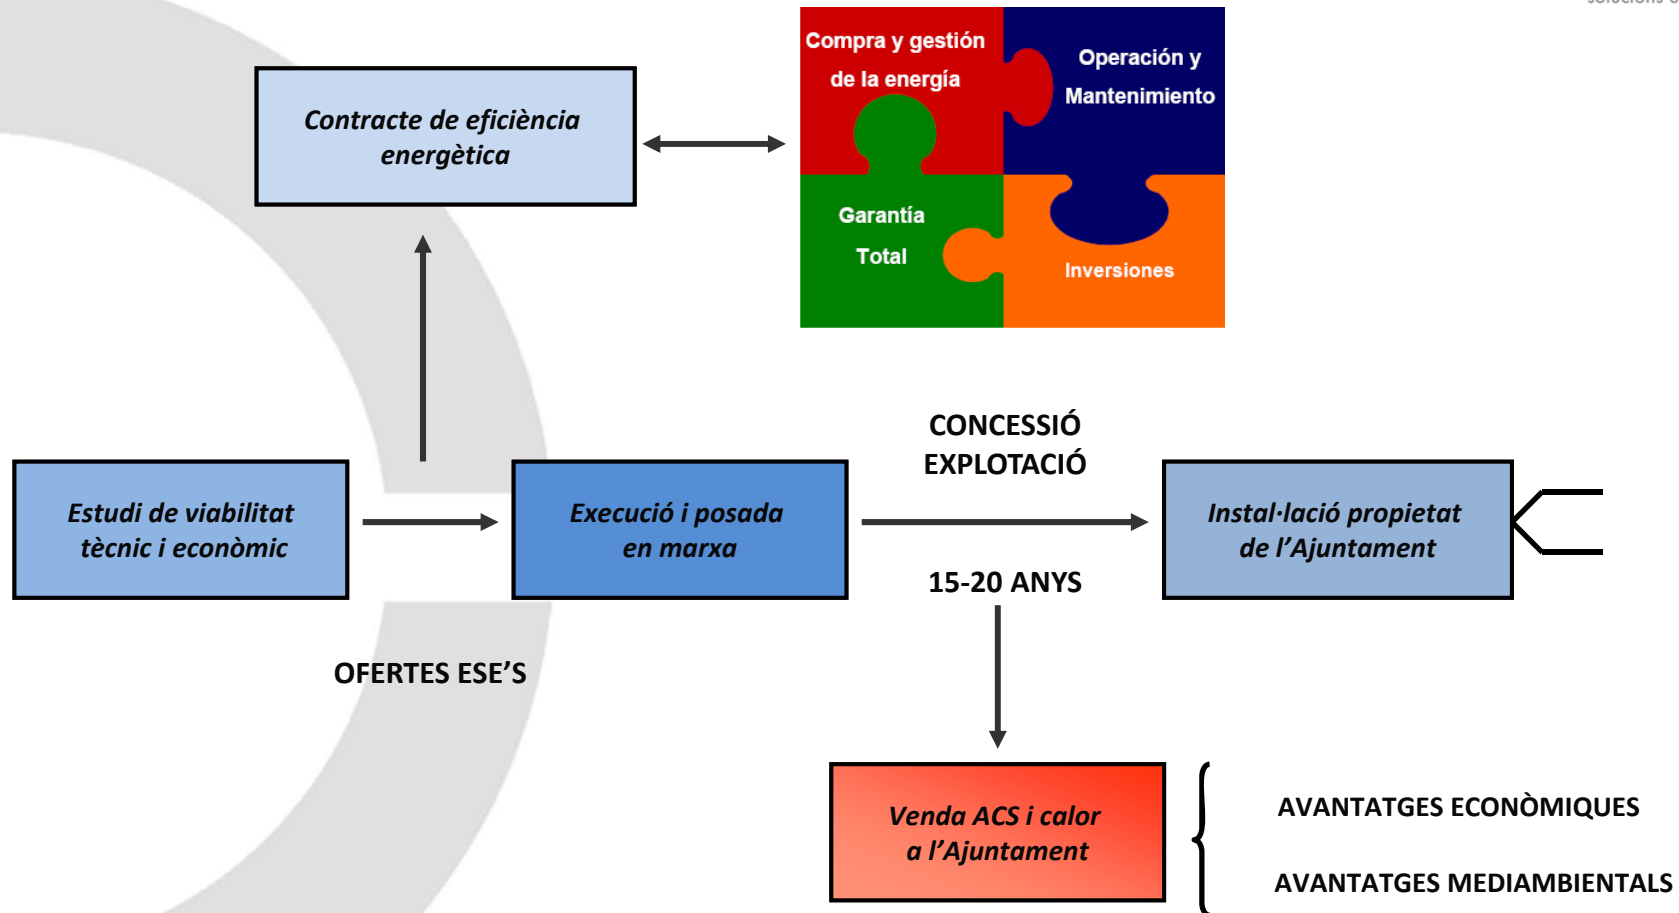 Compra y gestión
de la energía
Operación y
Mantenimiento
Contracte de eficiència
energètica
Garantía
Total
Inversiones
CONCESSIÓ
EXPLOTACIÓ
Estudi de viabilitat
tècnic i econòmic
Execució i posada
en marxa
Instal·lació propietat
de l’Ajuntament
15-20 ANYS
OFERTES ESE’S
Venda ACS i calor
a l’Ajuntament
AVANTATGES ECONÒMIQUES
AVANTATGES MEDIAMBIENTALS